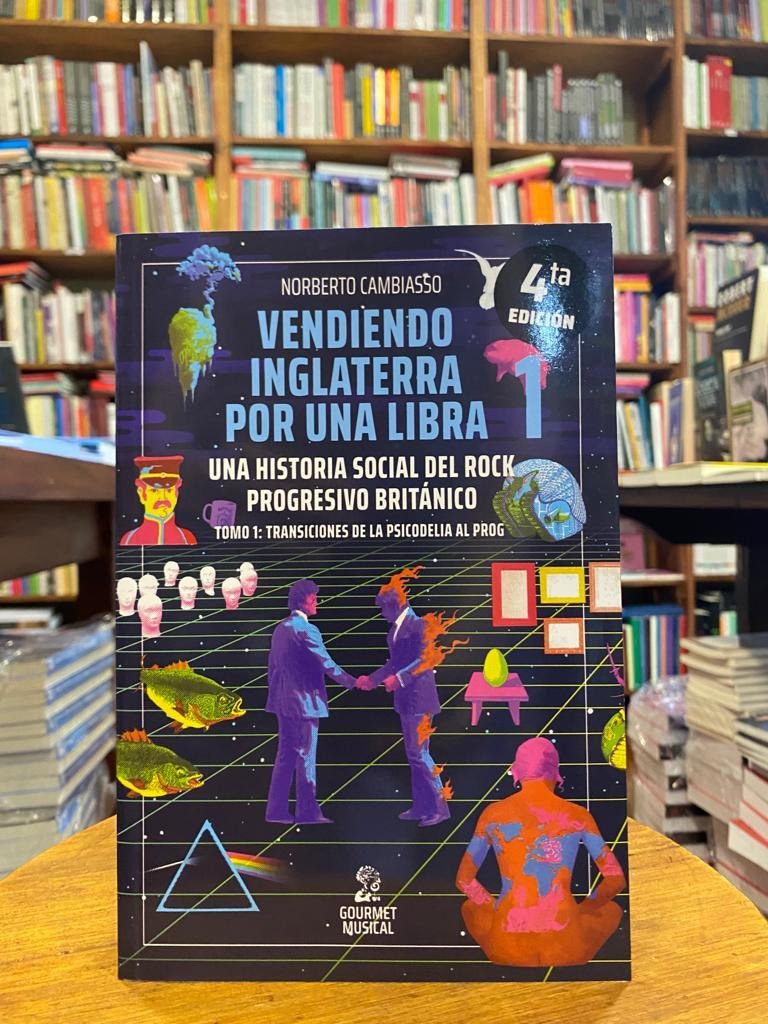 NORBERTO CAMBIASSO
4ta
EDICIÓN
VENDIENDO
INGLATERRA
POR UNA LIBRA 1
UNA HISTORIA SOCIAL DEL ROCK
PROGRESIVO BRITÁNICO
TOMO 1: TRANSICIONES DE LA PSICODELIA AL PROG
GOURMET
MUSICAL
ROBERT